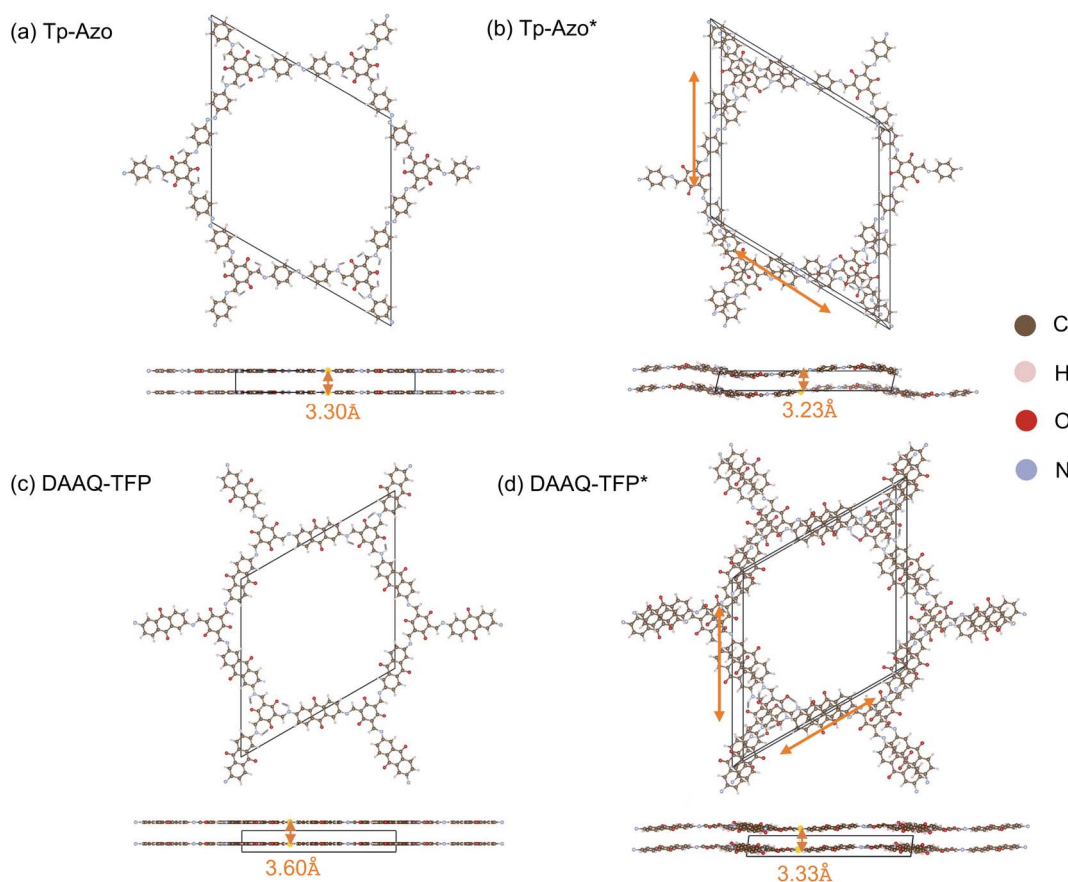 (a) Tp-Azo
(b) Tp-Azo*
3.30Å
3.23Å
C
H
O
N
(c) DAAQ-TFP
(d) DAAQ-TFP*
3.60Å
3.33Å